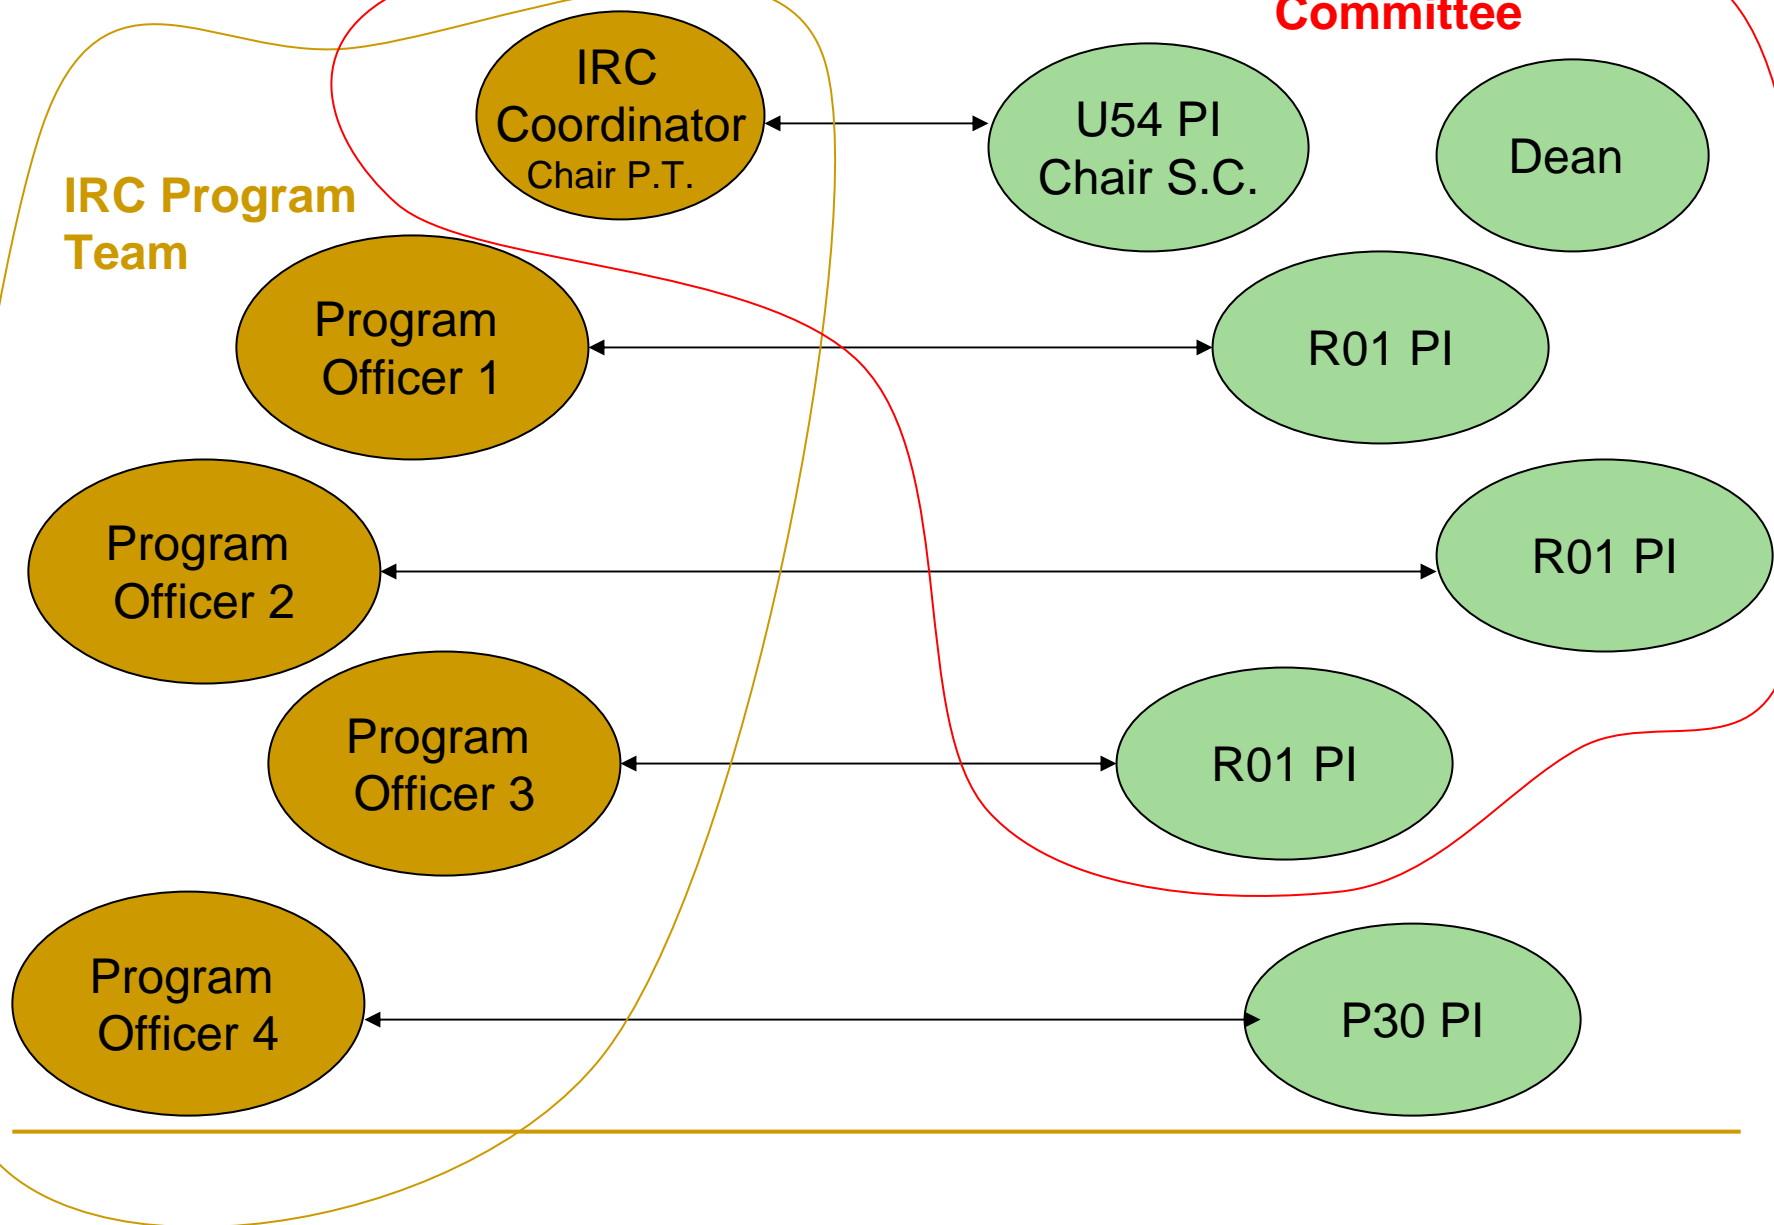 Committee
IRC
Coordinator
Chair P.T.
U54 PI
Chair S.C.
Dean
IRC Program
Team
Program
Officer 1
R01 PI
Program
Officer 2
R01 PI
Program
Officer 3
R01 PI
Program
Officer 4
P30 PI